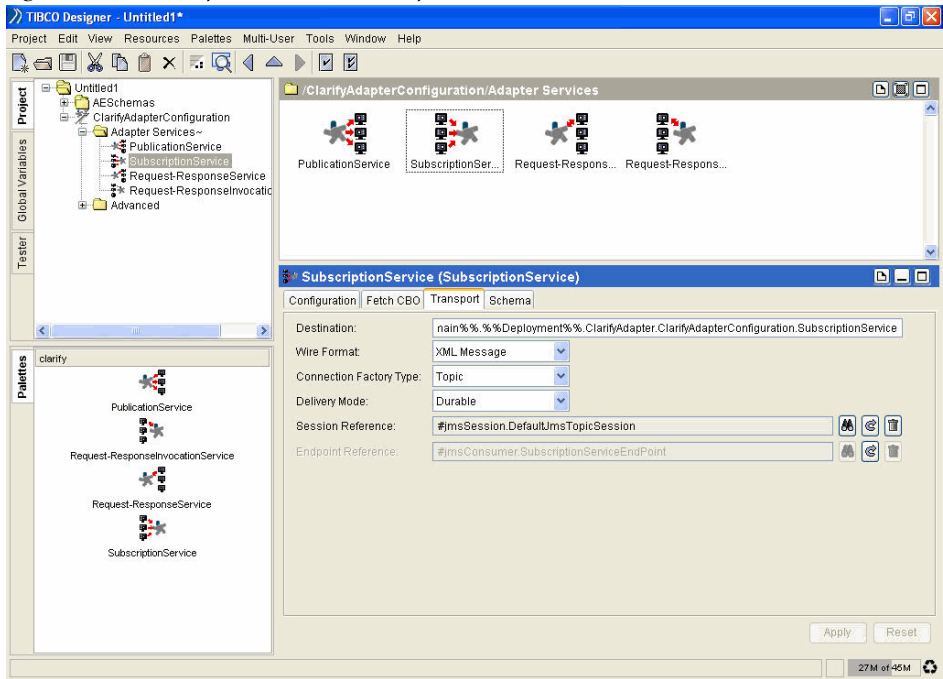 TIBCO Designer - Untitled1*
Project Edit View Resources Palettes Multi-User Tools Window Help
Project
Global Variables
Tester
Untitled1
AESchemas
ClarifyAdapterConfiguration
Adapter Services~
PublicationService
SubscriptionService
Request-ResponseService
Request-ResponseInvocatio
Advanced
/ClarifyAdapterConfiguration/Adapter Services
PublicationService SubscriptionSer... Request-Respons... Request-Respons...
SubscriptionService (SubscriptionService)
Configuration Fetch CBO Transport Schema
Destination: nain%%.%%Deployment%%.ClarifyAdapter.ClarifyAdapterConfiguration.SubscriptionService
Wire Format: XML Message
Connection Factory Type: Topic
Delivery Mode: Durable
Session Reference: #jmsSession.DefaultJmsTopicSession
Endpoint Reference: #jmsConsumer.SubscriptionServiceEndPoint
Palettes
clarify
PublicationService
Request-ResponseInvocationService
Request-ResponseService
SubscriptionService
Apply Reset
27M of 45M